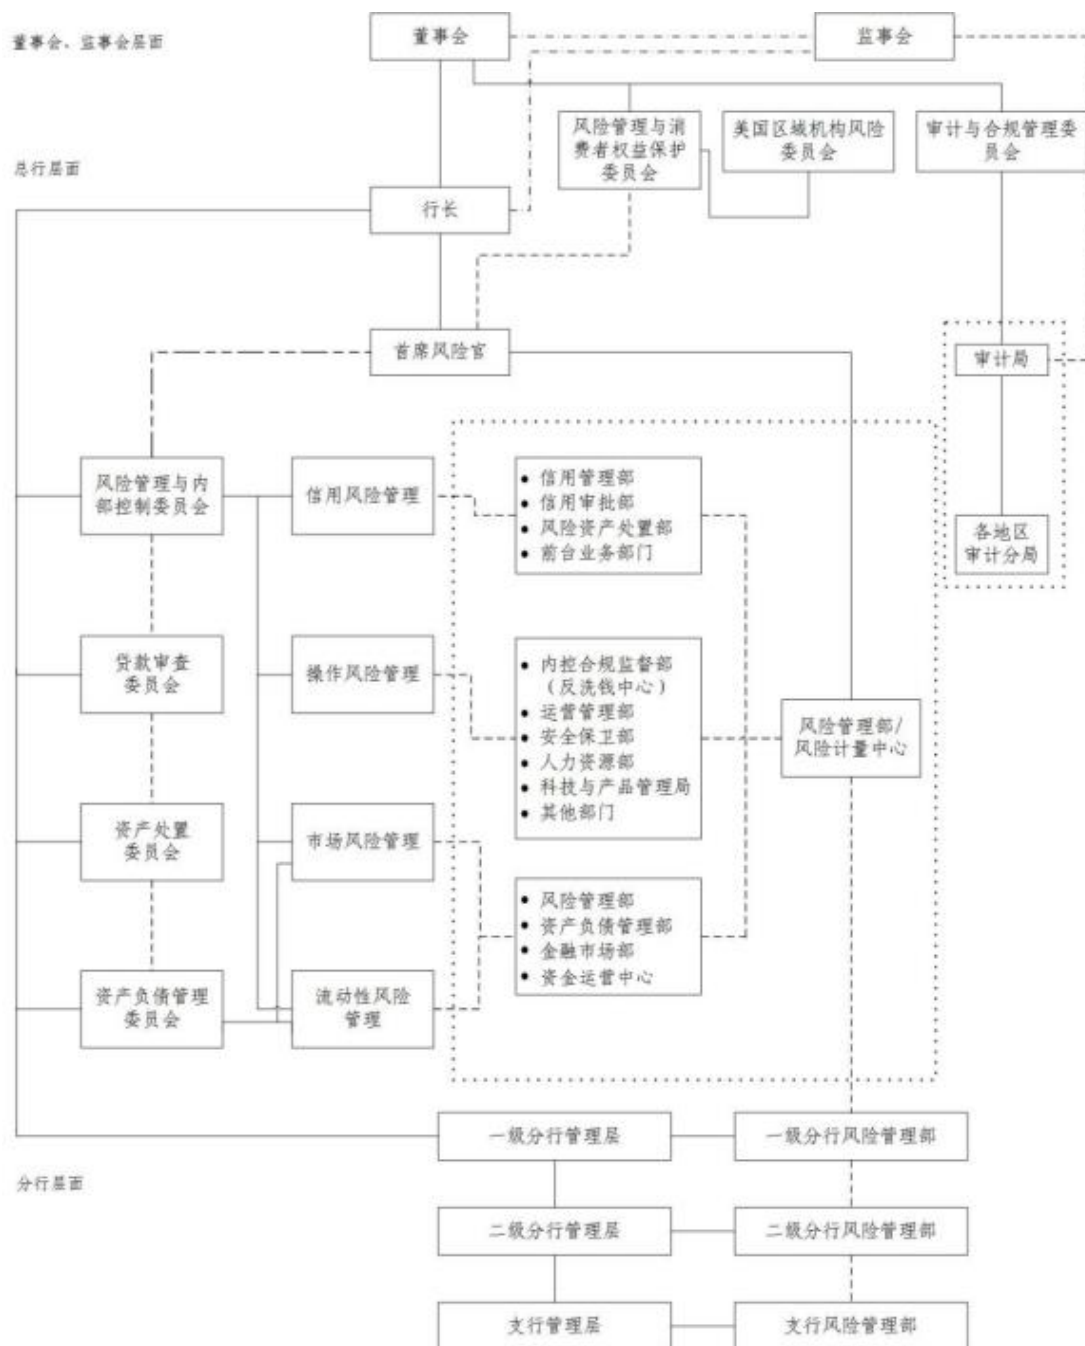 董事会、监事会层面
董事会
监事会
风险管理与消
费者权益保护
委员会
美国区域机构风险
委员会
审计与合规管理委
员会
总行层面
行长
首席风险官
审计局
各地区
审计分局
风险管理与内
部控制委员会
信用风险管理
● 信用管理部
● 信用审批部
● 风险资产处置部
● 前台业务部门
贷款审查
委员会
操作风险管理
● 内控合规监督部
（反洗钱中心）
● 运营管理部
● 安全保卫部
● 人力资源部
● 科技与产品管理局
● 其他部门
风险管理部/
风险计量中心
资产处置
委员会
市场风险管理
● 风险管理部
● 资产负债管理部
● 金融市场部
● 资金运营中心
资产负债管理
委员会
流动性风险
管理
一级分行管理层
一级分行风险管理部
分行层面
二级分行管理层
二级分行风险管理部
支行管理层
支行风险管理部